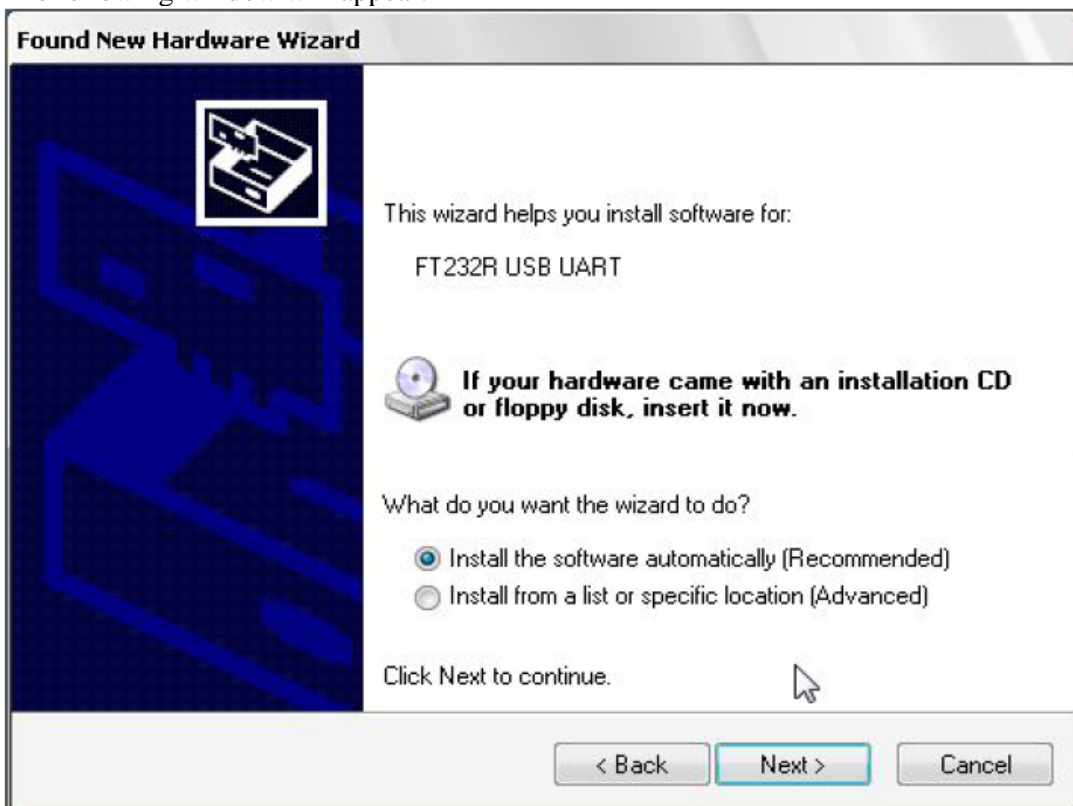 Found New Hardware Wizard
This wizard helps you install software for:
FT232R USB UART
If your hardware came with an installation CD
or floppy disk, insert it now.
What do you want the wizard to do?
Install the software automatically (Recommended)
Install from a list or specific location (Advanced)
Click Next to continue.
< Back
Next >
Cancel